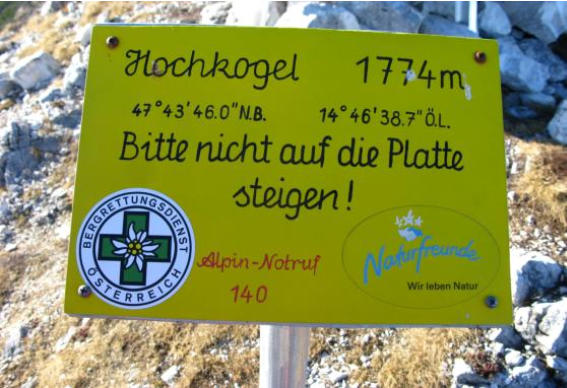 Hochkogel 1774m
47°43'46.0"N.B. 14°46'38.7"Ö.L.
Bitte nicht auf die Platte
steigen!
BERGRETTUNGSDIENST
ÖSTERREICH
Alpin-Notruf
140
Naturfreunde
Wir leben Natur